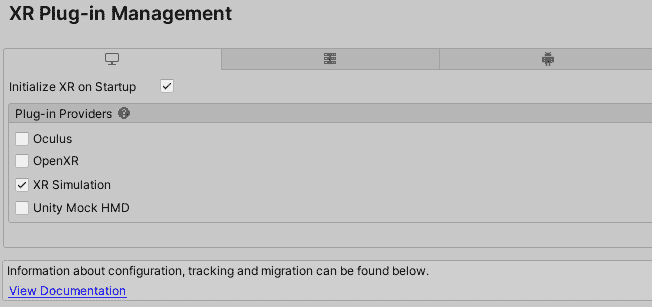 XR Plug-in Management
Initialize XR on Startup
Plug-in Providers ?
Oculus
OpenXR
XR Simulation
Unity Mock HMD
Information about configuration, tracking and migration can be found below.
View Documentation